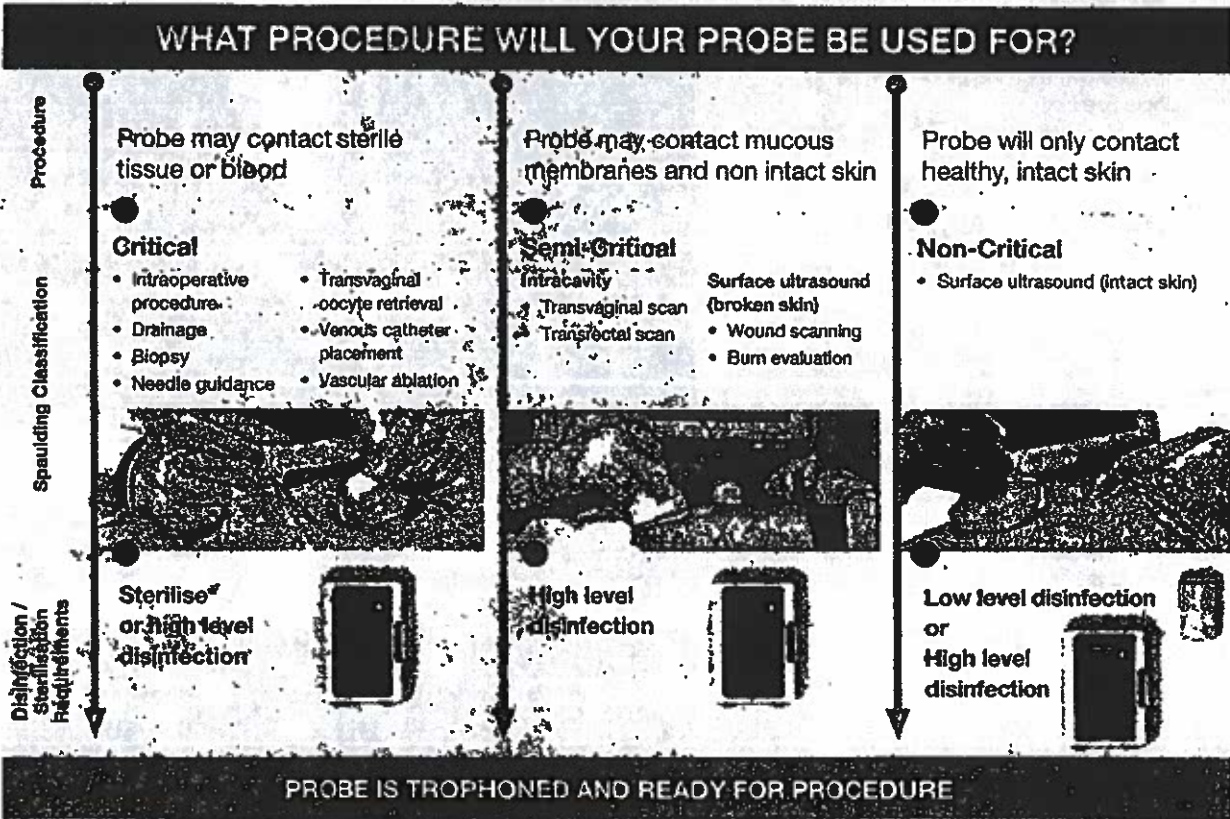 WHAT PROCEDURE WILL YOUR PROBE BE USED FOR?
Procedure
Probe may contact sterile
tissue or blood
Probe may contact mucous
membranes and non intact skin
Probe will only contact
healthy, intact skin
Spaulding Classification
Critical
• Intraoperative
procedure
• Drainage
• Biopsy
• Needle guidance
• Transvaginal
oocyte retrieval
• Venous catheter
placement
• Vascular ablation
Semi-Critical
Intracavity
• Transvaginal scan
• Transrectal scan
Surface ultrasound
(broken skin)
• Wound scanning
• Burn evaluation
Non-Critical
• Surface ultrasound (intact skin)
Disinfection /
Sterilisation
Requirements
Sterilise*
or high level
disinfection
High level
disinfection
Low level disinfection
or
High level
disinfection
PROBE IS TROPHONED AND READY FOR PROCEDURE